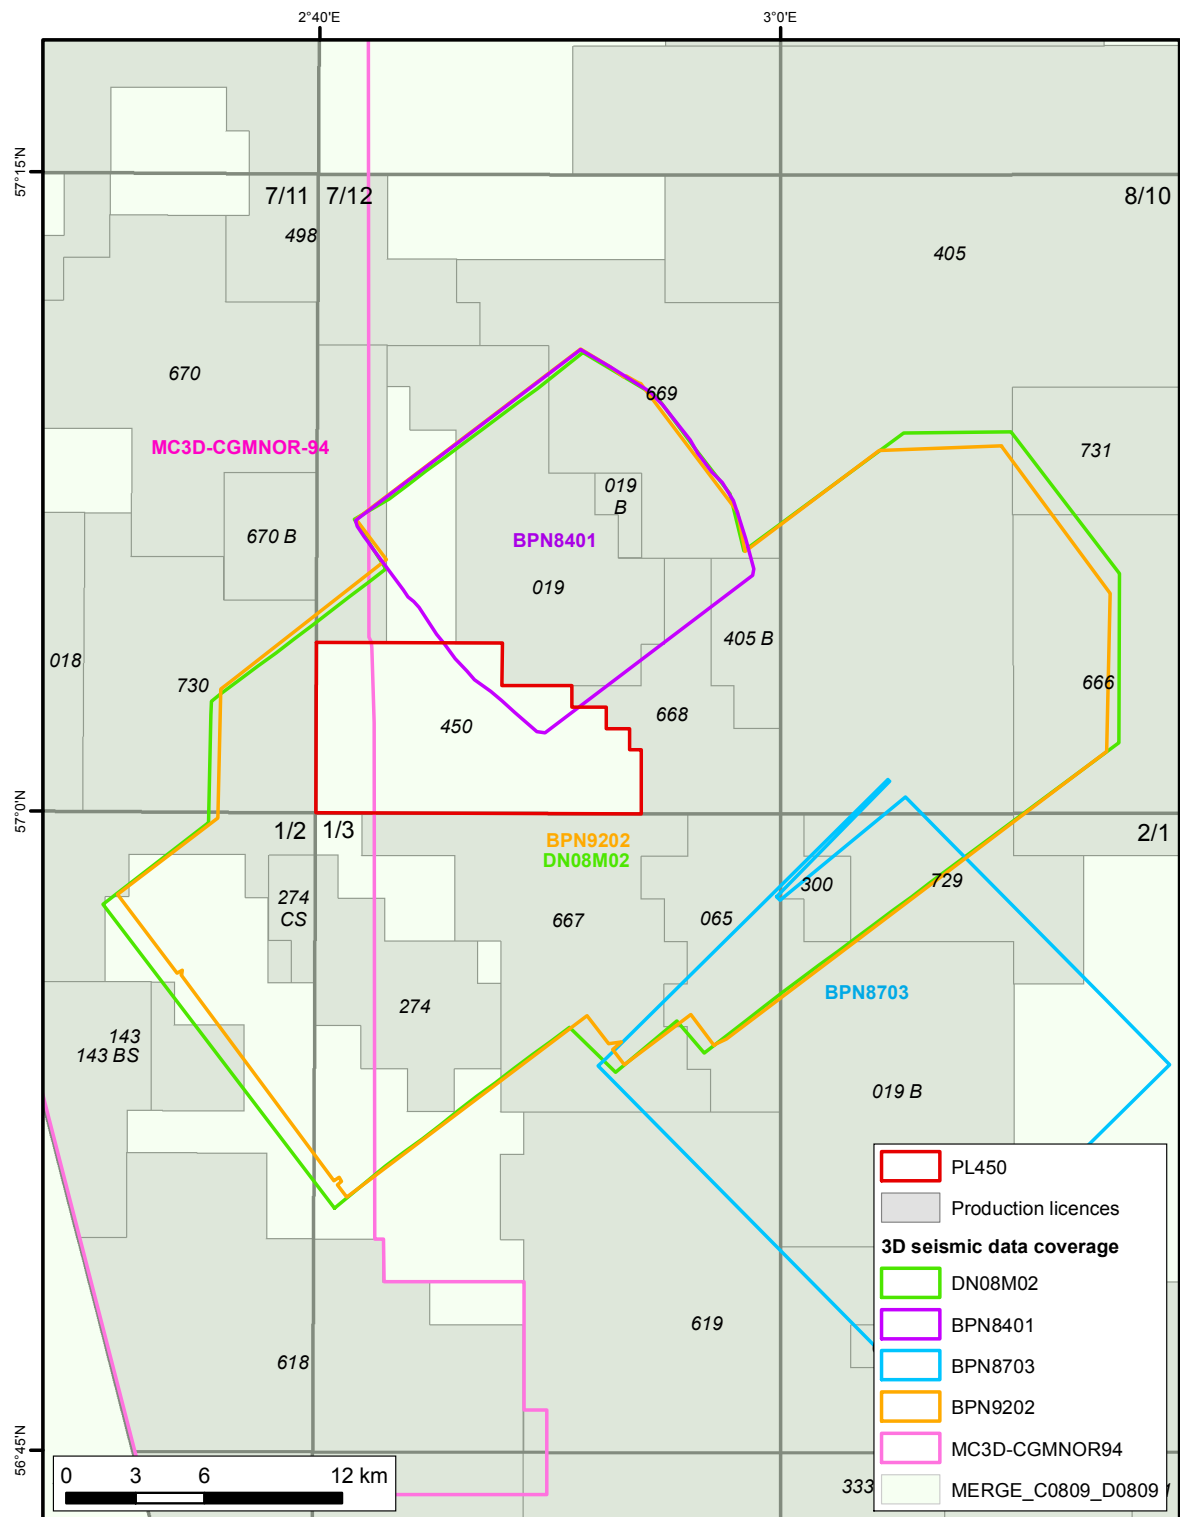 2°40'E
3°0'E
57°15'N
7/11
7/12
8/10
498
405
670
669
MC3D-CGMNOR-94
731
019
B
670 B
BPN8401
019
405 B
018
730
666
450
668
57°0'N
1/2
1/3
2/1
BPN9202
DN08M02
274
CS
300
729
667
065
BPN8703
274
143
143 BS
019 B
619
618
56°45'N
333
PL450
Production licences
3D seismic data coverage
DN08M02
BPN8401
BPN8703
BPN9202
MC3D-CGMNOR94
MERGE_C0809_D0809
0
3
6
12 km